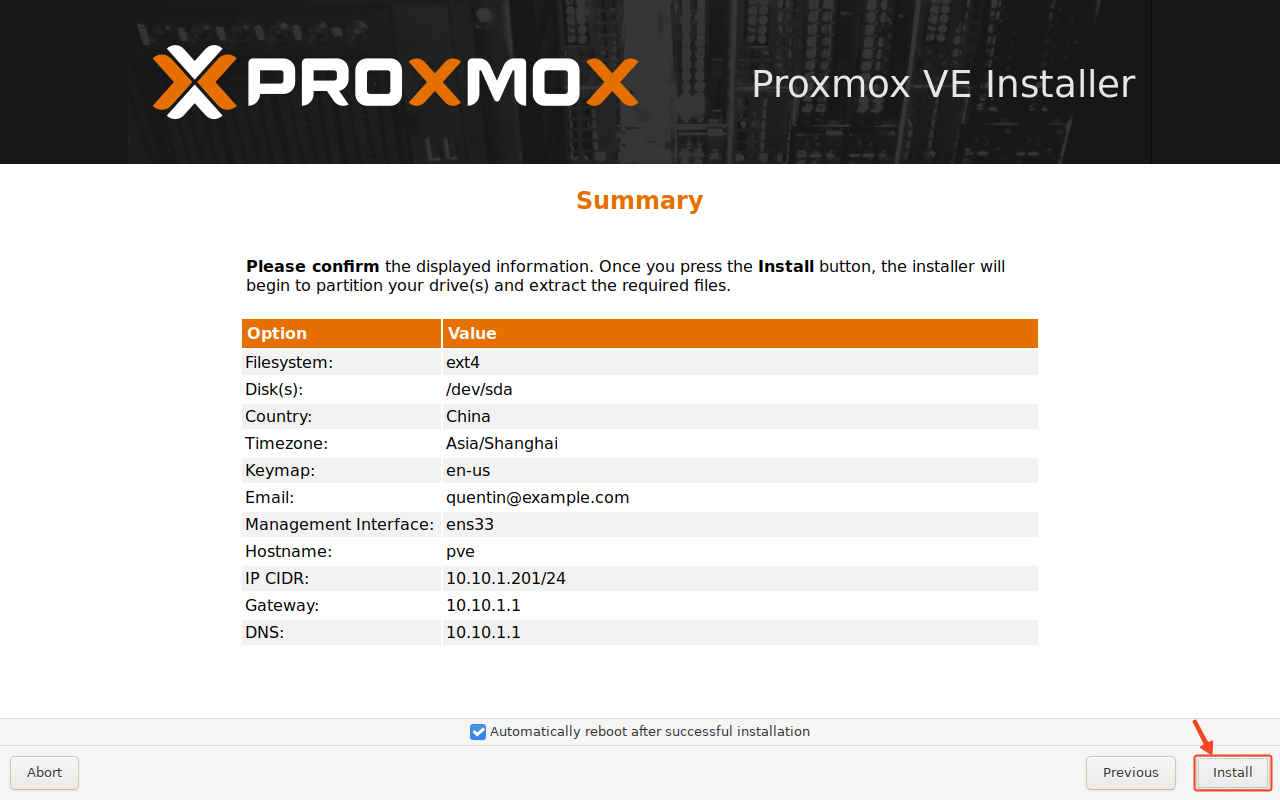 PROXMOX
Proxmox VE Installer
Summary
Please confirm the displayed information. Once you press the Install button, the installer will
begin to partition your drive(s) and extract the required files.
Option Value
Filesystem: ext4
Disk(s): /dev/sda
Country: China
Timezone: Asia/Shanghai
Keymap: en-us
Email: quentin@example.com
Management Interface: ens33
Hostname: pve
IP CIDR: 10.10.1.201/24
Gateway: 10.10.1.1
DNS: 10.10.1.1
Automatically reboot after successful installation
Abort Previous Install